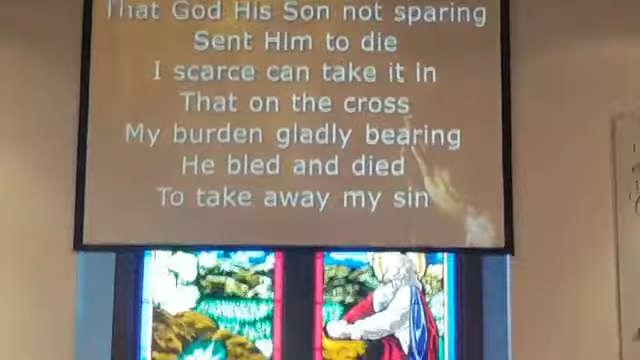 That God His Son not sparing
Sent Him to die
I scarce can take it in
That on the cross
My burden gladly bearing
He bled and died
To take away my sin